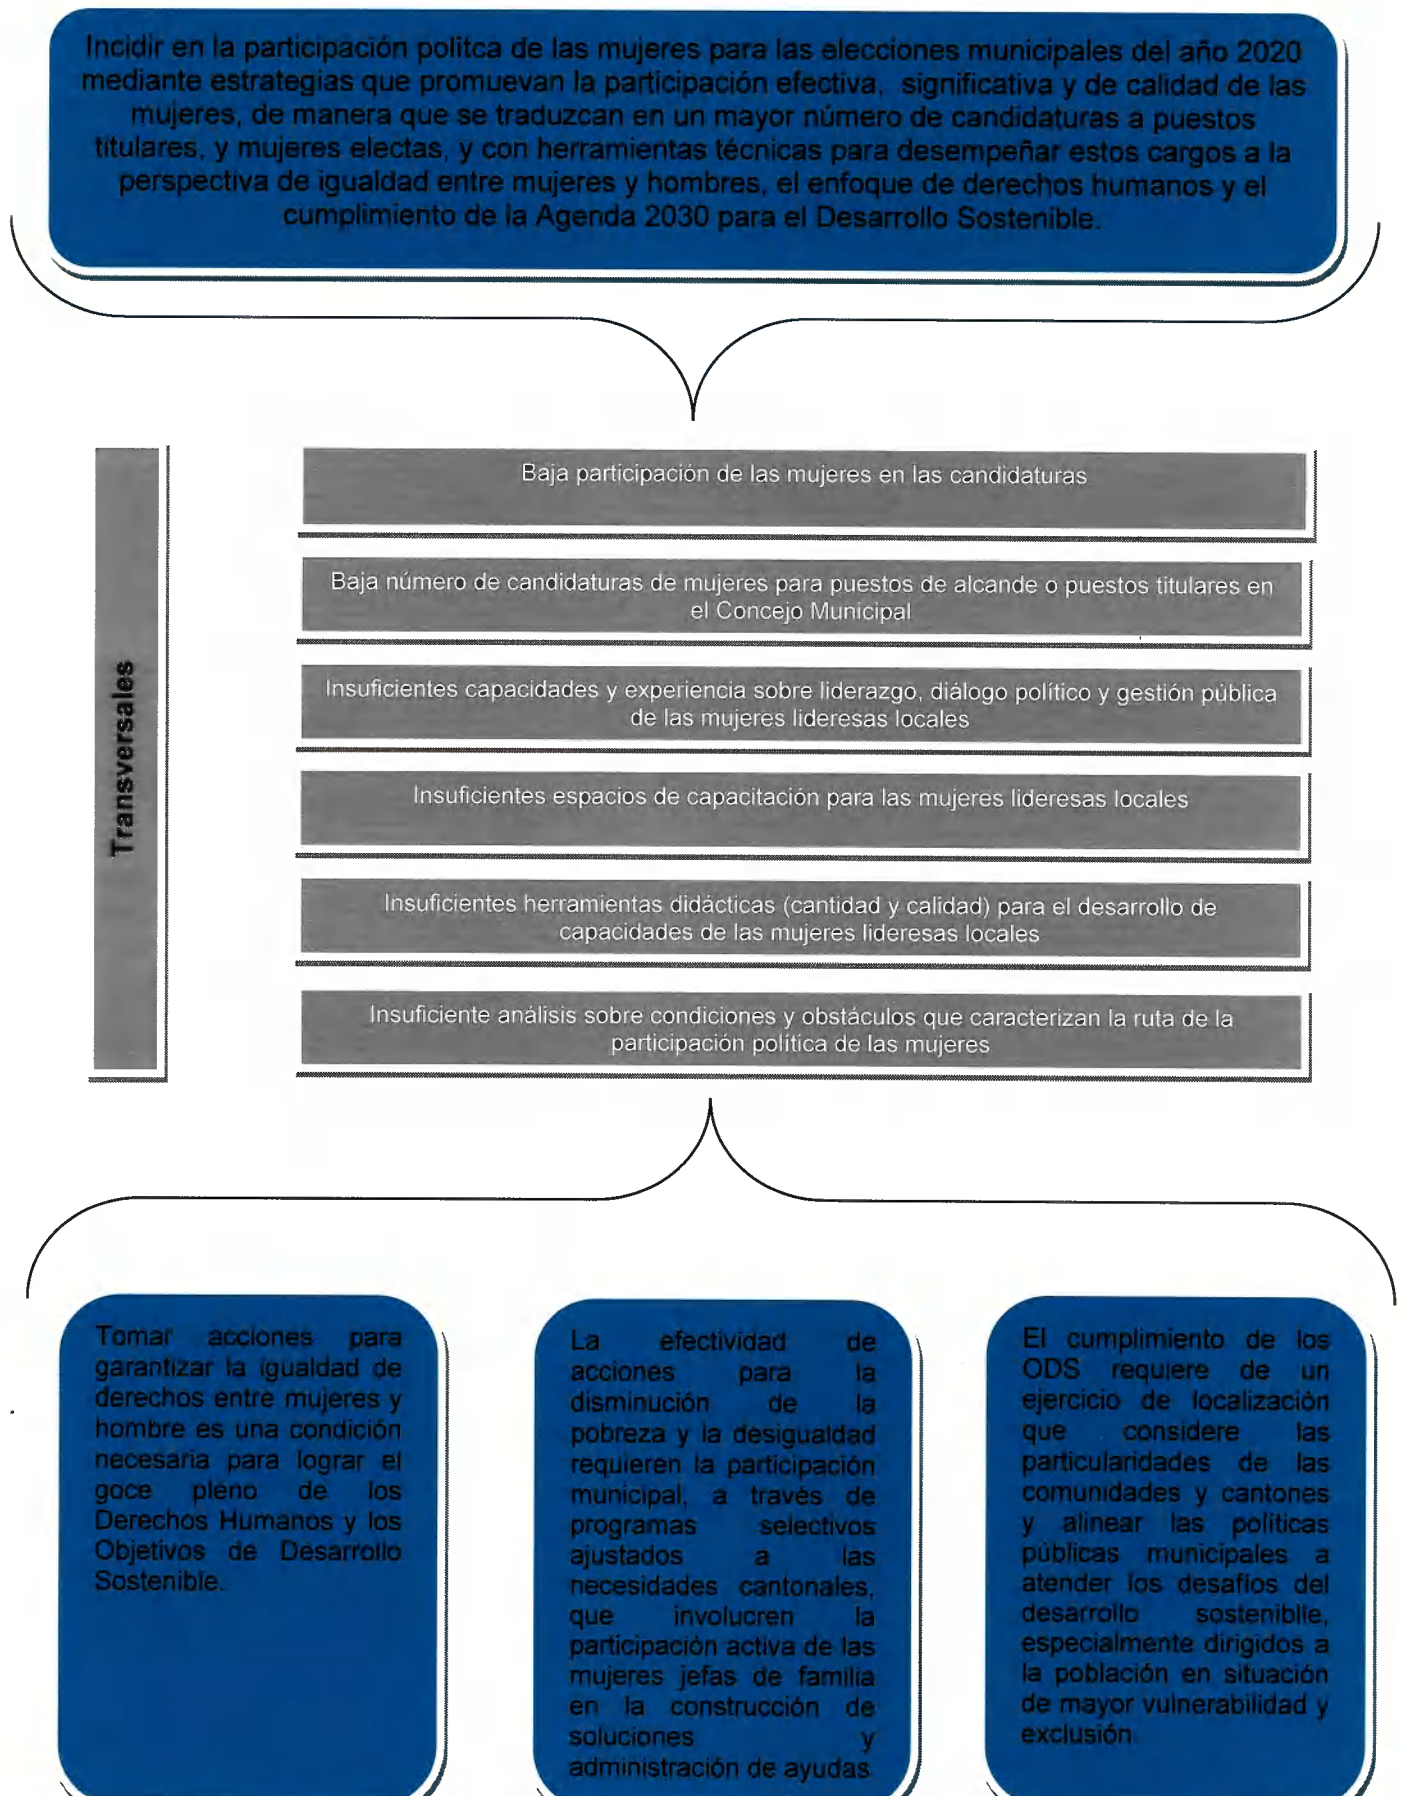 Incidir en la participación politca de las mujeres para las elecciones municipales del año 2020
mediante estrategias que promuevan la participación efectiva, significativa y de calidad de las
mujeres, de manera que se traduzcan en un mayor número de candidaturas a puestos
titulares, y mujeres electas, y con herramientas técnicas para desempeñar estos cargos a la
perspectiva de igualdad entre mujeres y hombres, el enfoque de derechos humanos y el
cumplimiento de la Agenda 2030 para el Desarrollo Sostenible.
Transversales
Baja participación de las mujeres en las candidaturas
Baja número de candidaturas de mujeres para puestos de alcande o puestos titulares en
el Concejo Municipal
Insuficientes capacidades y experiencia sobre liderazgo, diálogo político y gestión pública
de las mujeres lideresas locales
Insuficientes espacios de capacitación para las mujeres lideresas locales
Insuficientes herramientas didácticas (cantidad y calidad) para el desarrollo de
capacidades de las mujeres lideresas locales
Insuficiente análisis sobre condiciones y obstáculos que caracterizan la ruta de la
participación política de las mujeres
Tomar acciones para
garantizar la igualdad de
derechos entre mujeres y
hombre es una condición
necesaria para lograr el
goce pleno de los
Derechos Humanos y los
Objetivos de Desarrollo
Sostenible.
La efectividad de
acciones para la
disminución de la
pobreza y la desigualdad
requieren la participación
municipal, a través de
programas selectivos
ajustados a las
necesidades cantonales,
que involucren la
participación activa de las
mujeres jefas de familia
en la construcción de
soluciones y
administración de ayudas
El cumplimiento de los
ODS requiere de un
ejercicio de localización
que considere las
particularidades de las
comunidades y cantones
y alinear las políticas
públicas municipales a
atender los desafíos del
desarrollo sosteniblle,
especialmente dirigidos a
la población en situación
de mayor vulnerabilidad y
exclusión